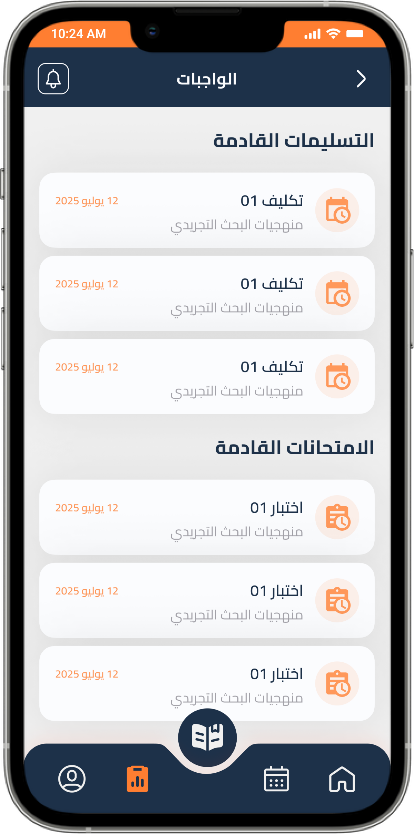 10:24 AM
الواجبات
التسليمات القادمة
تكليف 01
12 يوليو 2025
منهجيات البحث التجريدي
تكليف 01
12 يوليو 2025
منهجيات البحث التجريدي
تكليف 01
12 يوليو 2025
منهجيات البحث التجريدي
الامتحانات القادمة
اختبار 01
12 يوليو 2025
منهجيات البحث التجريدي
اختبار 01
12 يوليو 2025
منهجيات البحث التجريدي
اختبار 01
12 يوليو 2025
منهجيات البحث التجريدي